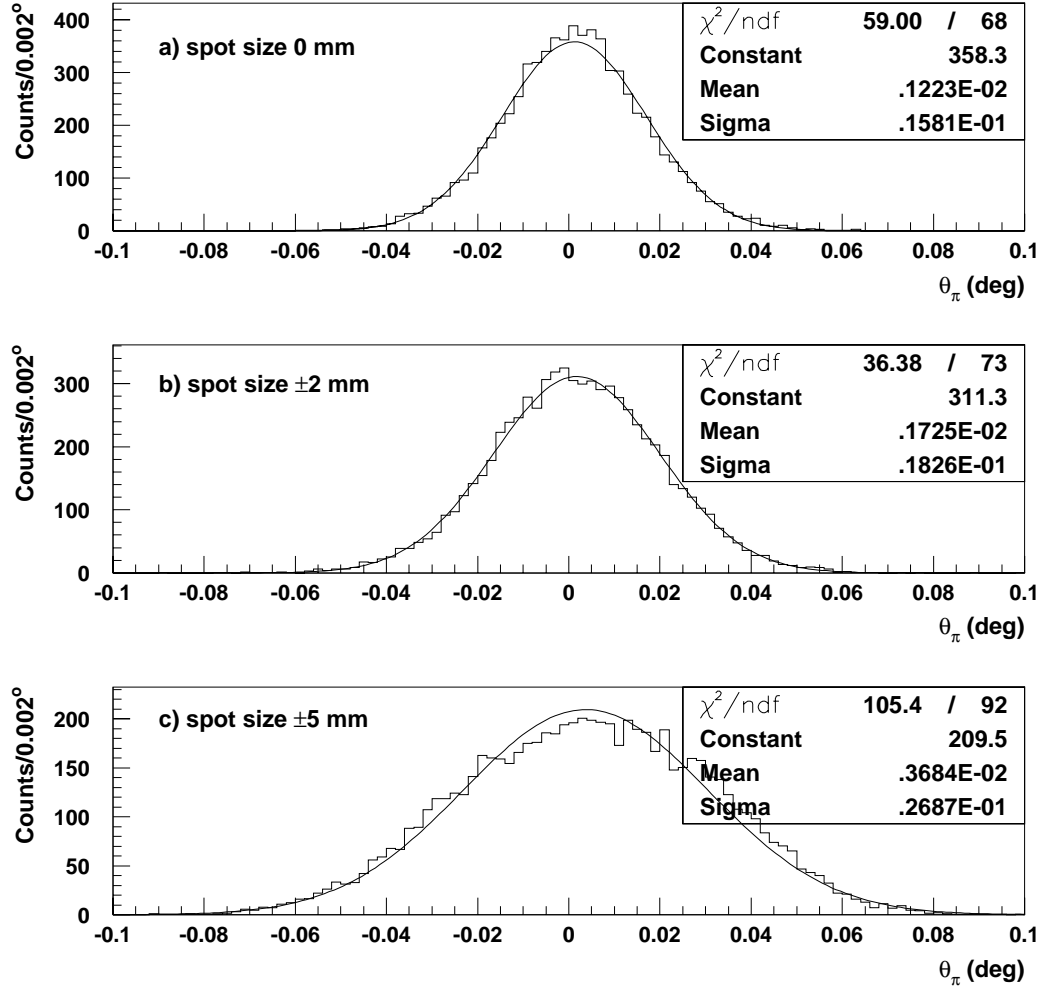 Counts/0.002°
a) spot size 0 mm
χ²/ndf 59.00 / 68
Constant 358.3
Mean .1223E-02
Sigma .1581E-01
400
300
200
100
0
-0.1 -0.08 -0.06 -0.04 -0.02 0 0.02 0.04 0.06 0.08 0.1
θπ (deg)
Counts/0.002°
b) spot size ±2 mm
χ²/ndf 36.38 / 73
Constant 311.3
Mean .1725E-02
Sigma .1826E-01
300
200
100
0
-0.1 -0.08 -0.06 -0.04 -0.02 0 0.02 0.04 0.06 0.08 0.1
θπ (deg)
Counts/0.002°
c) spot size ±5 mm
χ²/ndf 105.4 / 92
Constant 209.5
Mean .3684E-02
Sigma .2687E-01
200
150
100
50
0
-0.1 -0.08 -0.06 -0.04 -0.02 0 0.02 0.04 0.06 0.08 0.1
θπ (deg)